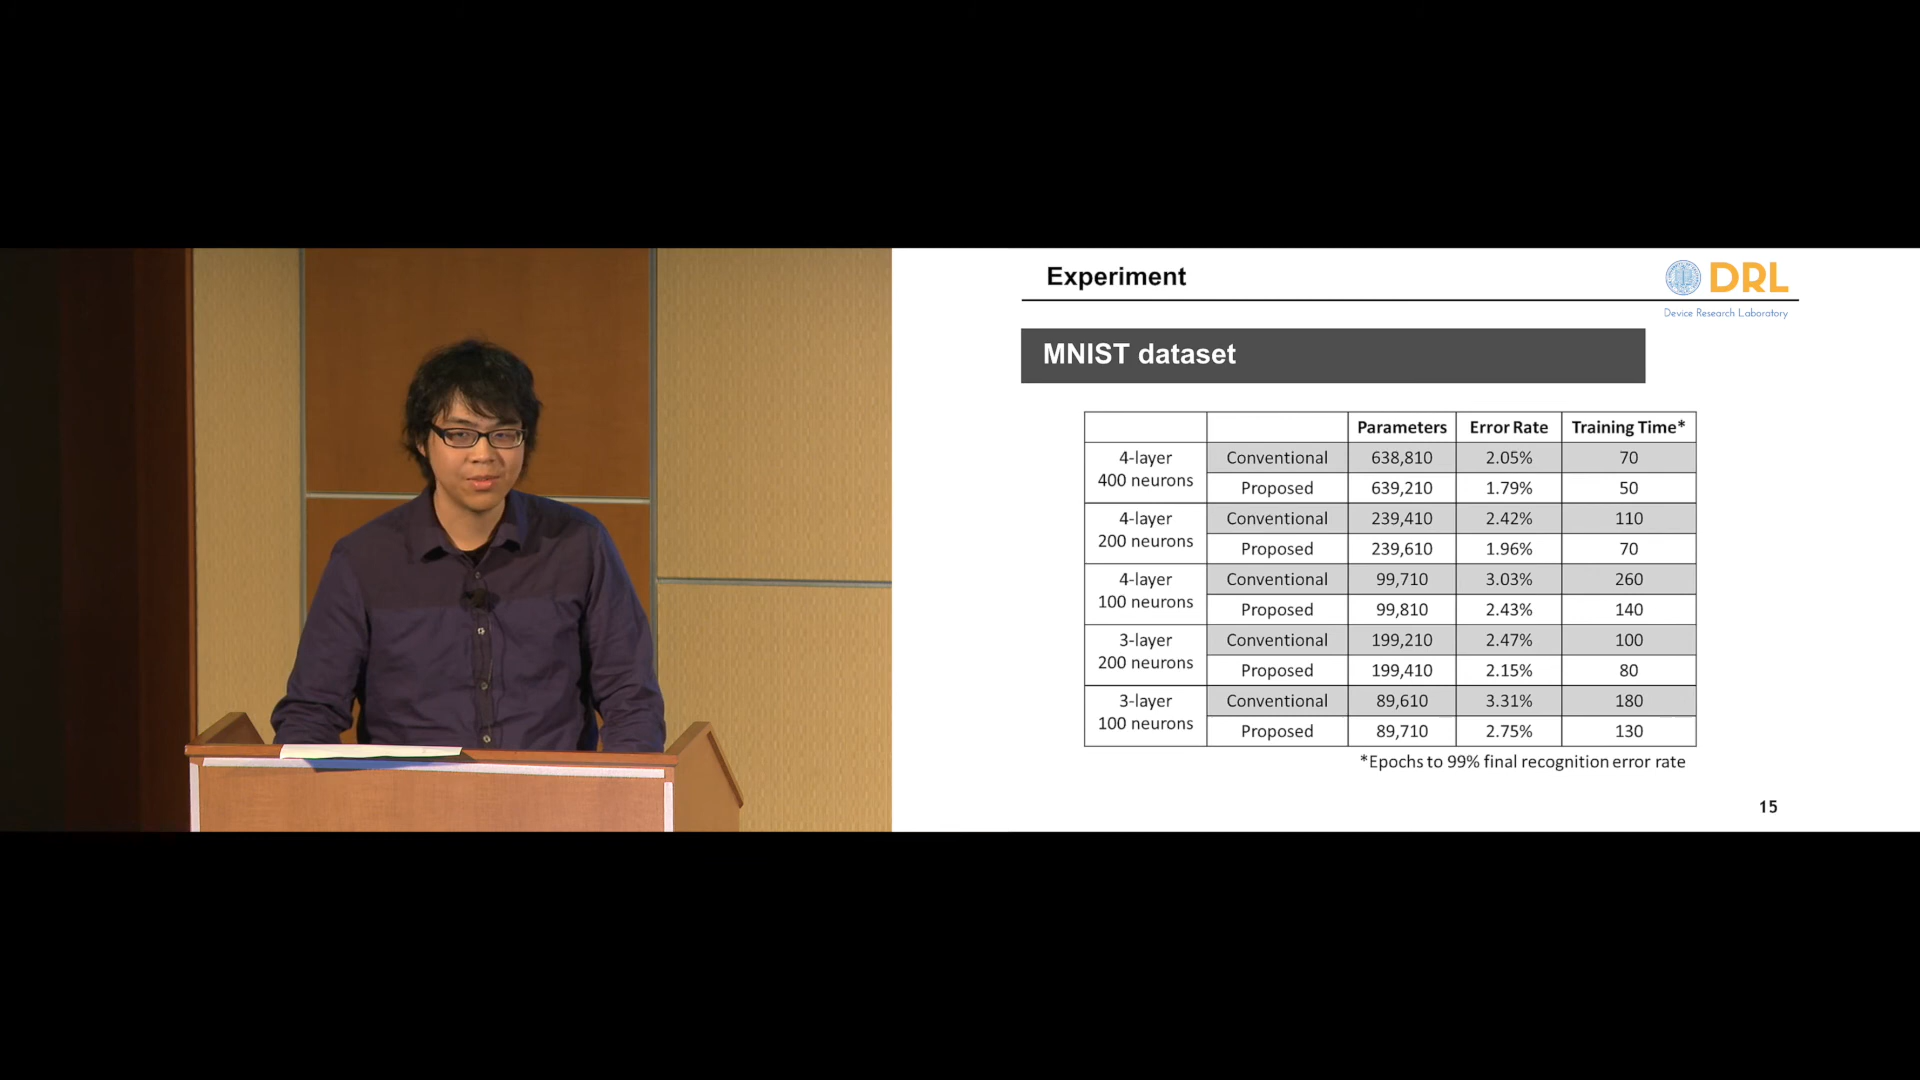 Experiment
DRL
Device Research Laboratory
MNIST dataset
Parameters Error Rate Training Time*
4-layer 400 neurons Conventional 638,810 2.05% 70
Proposed 639,210 1.79% 50
4-layer 200 neurons Conventional 239,410 2.42% 110
Proposed 239,610 1.96% 70
4-layer 100 neurons Conventional 99,710 3.03% 260
Proposed 99,810 2.43% 140
3-layer 200 neurons Conventional 199,210 2.47% 100
Proposed 199,410 2.15% 80
3-layer 100 neurons Conventional 89,610 3.31% 180
Proposed 89,710 2.75% 130
*Epochs to 99% final recognition error rate
15